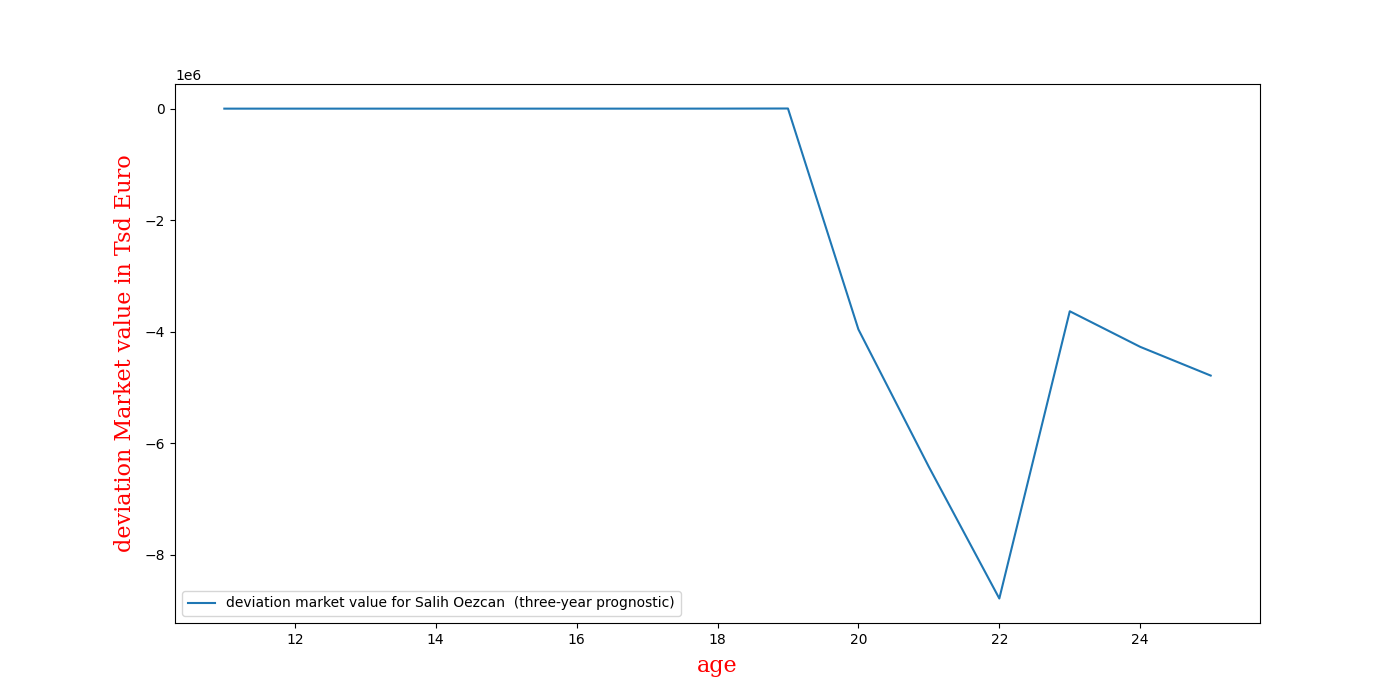 1e6
0
−2
−4
−6
−8
deviation Market value in Tsd Euro
deviation market value for Salih Oezcan  (three-year prognostic)
12 14 16 18 20 22 24
age